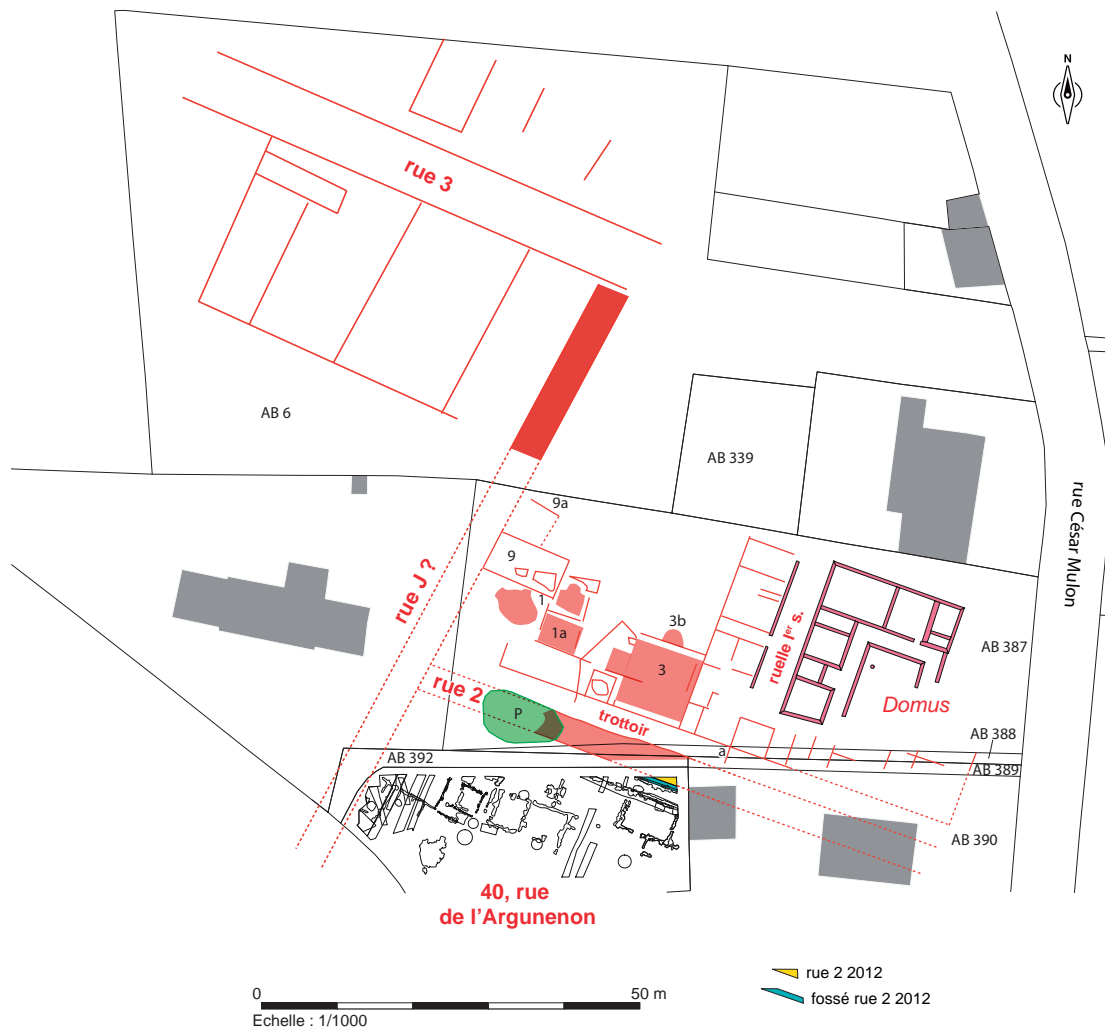 N
rue 3
AB 6
AB 339
rue César Mulon
9a
9
rue J ?
1
1a
3b
3
ruelle Ier s.
AB 387
rue 2
P
trottoir
Domus
a
AB 388
AB 392
AB 389
AB 390
40, rue
de l'Argunenon
rue 2 2012
0
50 m
fossé rue 2 2012
Echelle : 1/1000